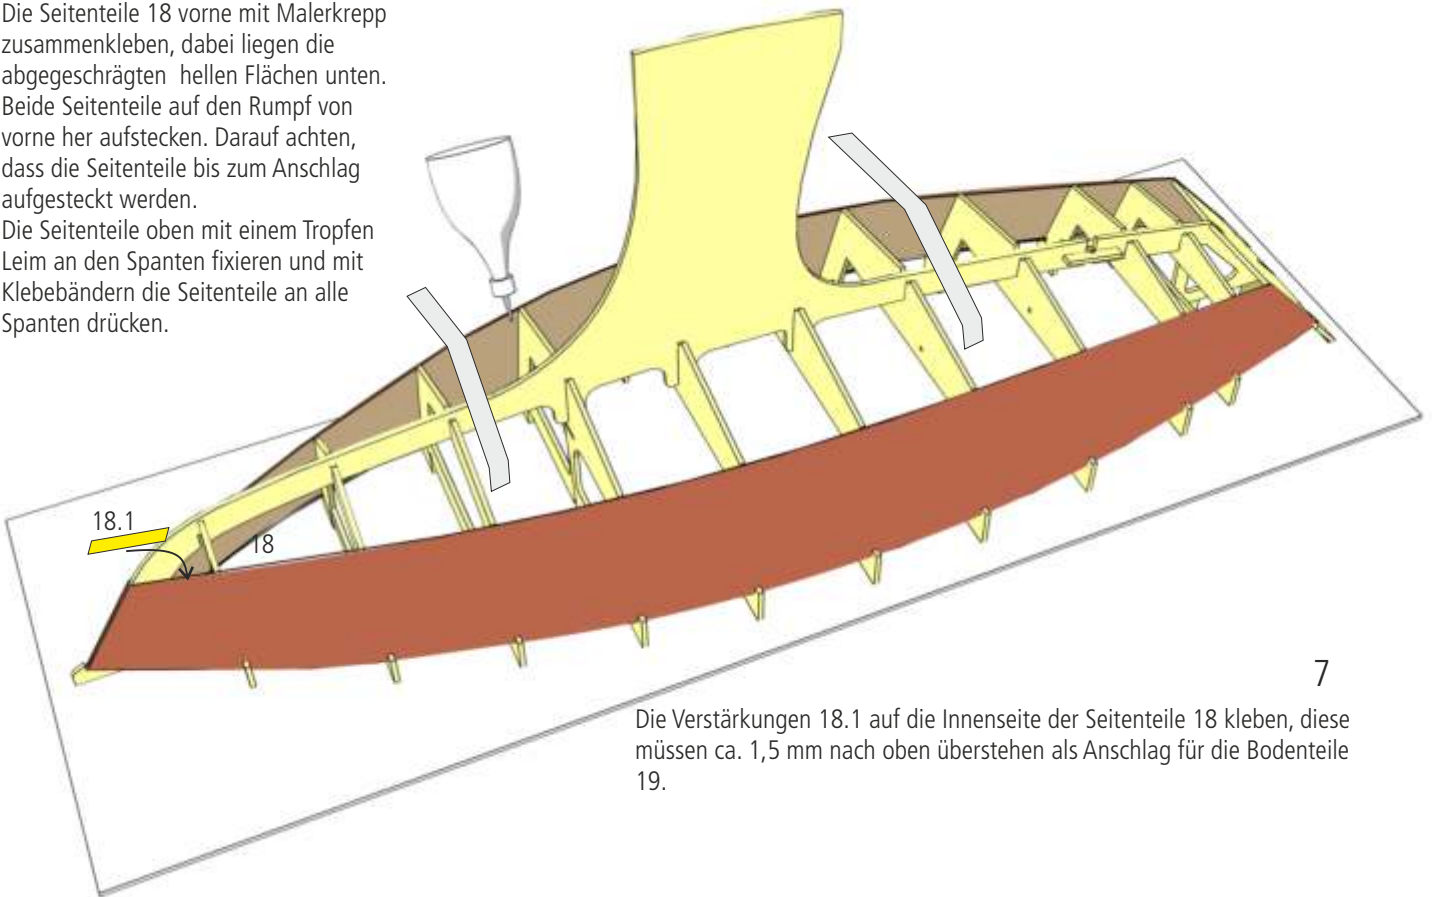 Die Seitenteile 18 vorne mit Malerkrepp
zusammenkleben, dabei liegen die
abgegeschrägten  hellen Flächen unten.
Beide Seitenteile auf den Rumpf von
vorne her aufstecken. Darauf achten,
dass die Seitenteile bis zum Anschlag
aufgesteckt werden.
Die Seitenteile oben mit einem Tropfen
Leim an den Spanten fixieren und mit
Klebebändern die Seitenteile an alle
Spanten drücken.
18.1
18
7
Die Verstärkungen 18.1 auf die Innenseite der Seitenteile 18 kleben, diese
müssen ca. 1,5 mm nach oben überstehen als Anschlag für die Bodenteile
19.